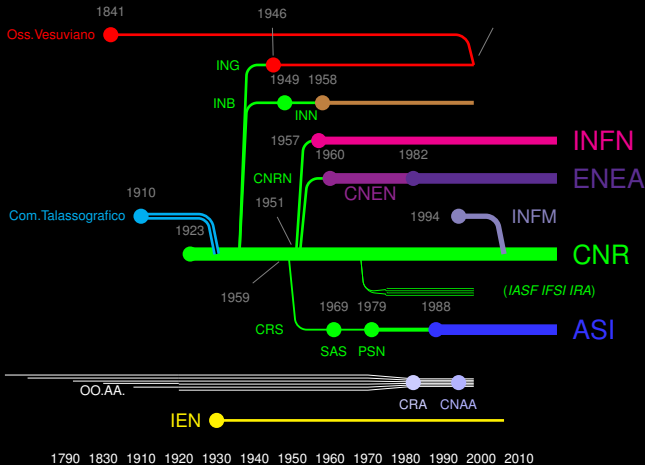 1841
1946
Oss.Vesuviano
ING
1949
1958
INB
INN
1957
INFN
1960
1982
CNRN
CNEN
ENEA
1910
1951
Com.Talassografico
1994
INFM
1923
CNR
1959
(IASF IFSI IRA)
1969
1979
1988
CRS
ASI
SAS
PSN
OO.AA.
CRA
CNAA
IEN
1790 1830 1910 1920 1930 1940 1950 1960 1970 1980 1990 2000 2010